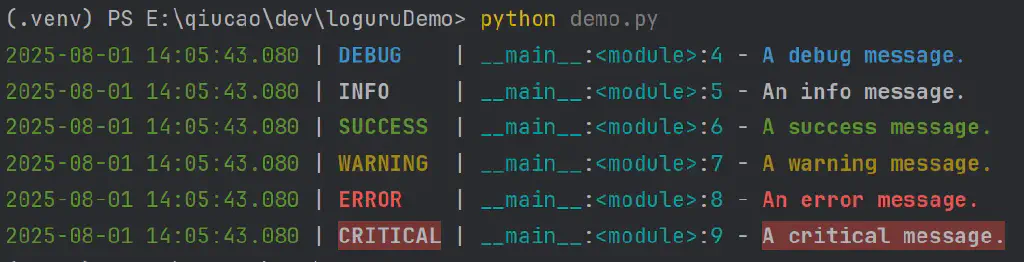 (.venv) PS E:\qiucao\dev\loguruDemo> python demo.py
2025-08-01 14:05:43.080 | DEBUG    | __main__:<module>:4 - A debug message.
2025-08-01 14:05:43.080 | INFO     | __main__:<module>:5 - An info message.
2025-08-01 14:05:43.080 | SUCCESS  | __main__:<module>:6 - A success message.
2025-08-01 14:05:43.080 | WARNING  | __main__:<module>:7 - A warning message.
2025-08-01 14:05:43.080 | ERROR    | __main__:<module>:8 - An error message.
2025-08-01 14:05:43.080 | CRITICAL | __main__:<module>:9 - A critical message.